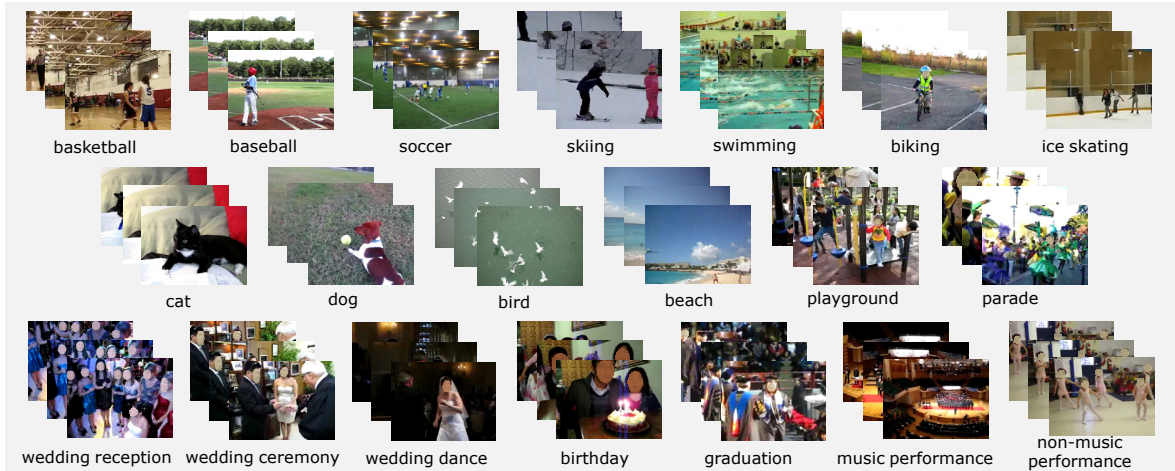 basketball
baseball
soccer
skiing
swimming
biking
ice skating
cat
dog
bird
beach
playground
parade
wedding reception
wedding ceremony
wedding dance
birthday
graduation
music performance
non-music
performance